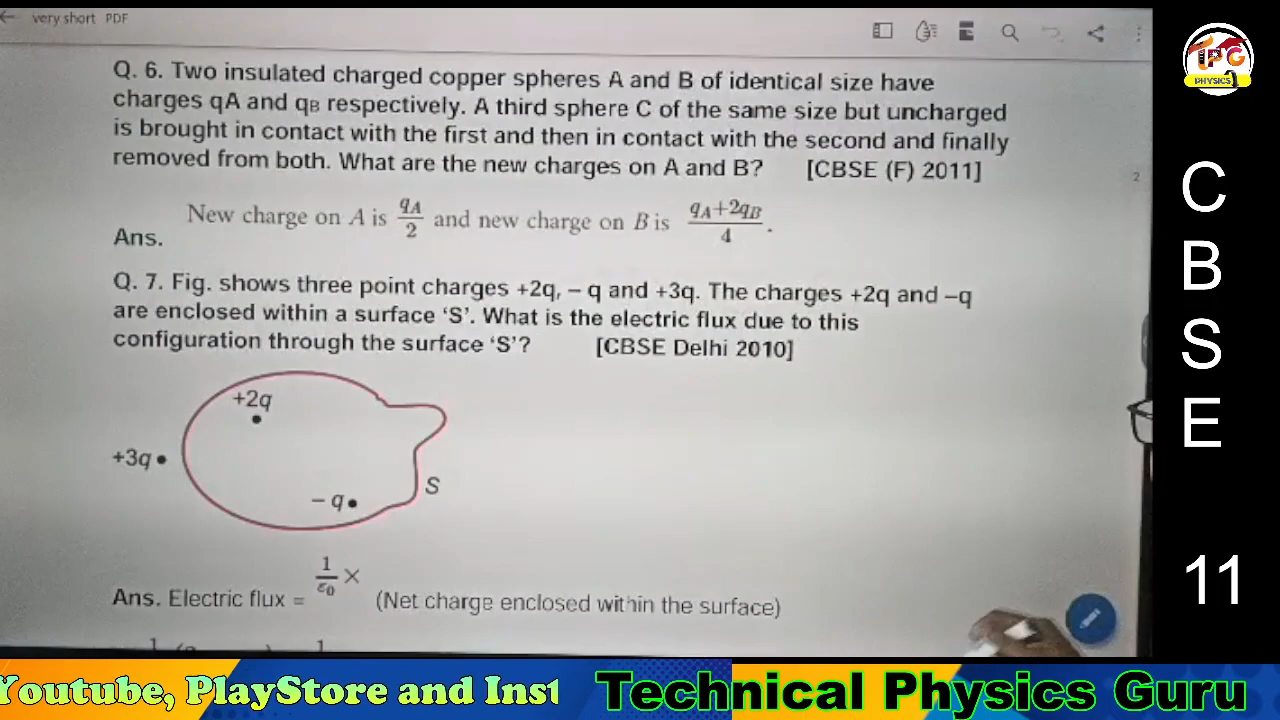 very short PDF
Q. 6. Two insulated charged copper spheres A and B of identical size have
charges qA and qB respectively. A third sphere C of the same size but uncharged
is brought in contact with the first and then in contact with the second and finally
removed from both. What are the new charges on A and B? [CBSE (F) 2011]
2
New charge on A is qA/2 and new charge on B is qA+2qB/4.
Ans.
Q. 7. Fig. shows three point charges +2q, – q and +3q. The charges +2q and –q
are enclosed within a surface ‘S’. What is the electric flux due to this
configuration through the surface ‘S’? [CBSE Delhi 2010]
+2q
+3q
S
– q
Ans. Electric flux = 1/ε0 × (Net charge enclosed within the surface)
TPG
PHYSICS
C
B
S
E
11
Youtube, PlayStore and Inst
Technical Physics Guru